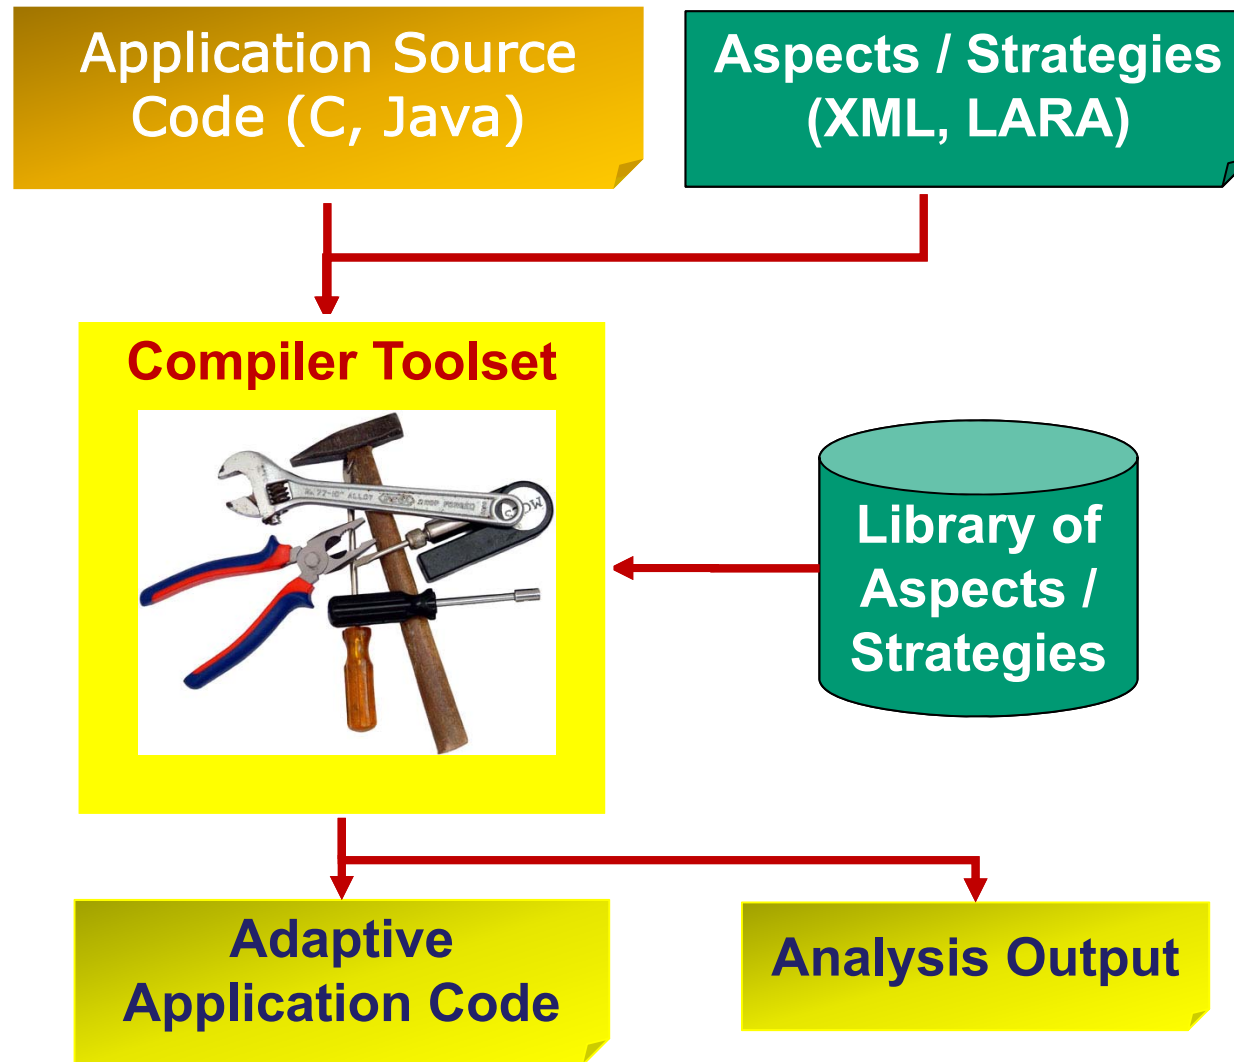 Application Source
Code (C, Java)
Aspects / Strategies
(XML, LARA)
Compiler Toolset
Library of
Aspects /
Strategies
Adaptive
Application Code
Analysis Output